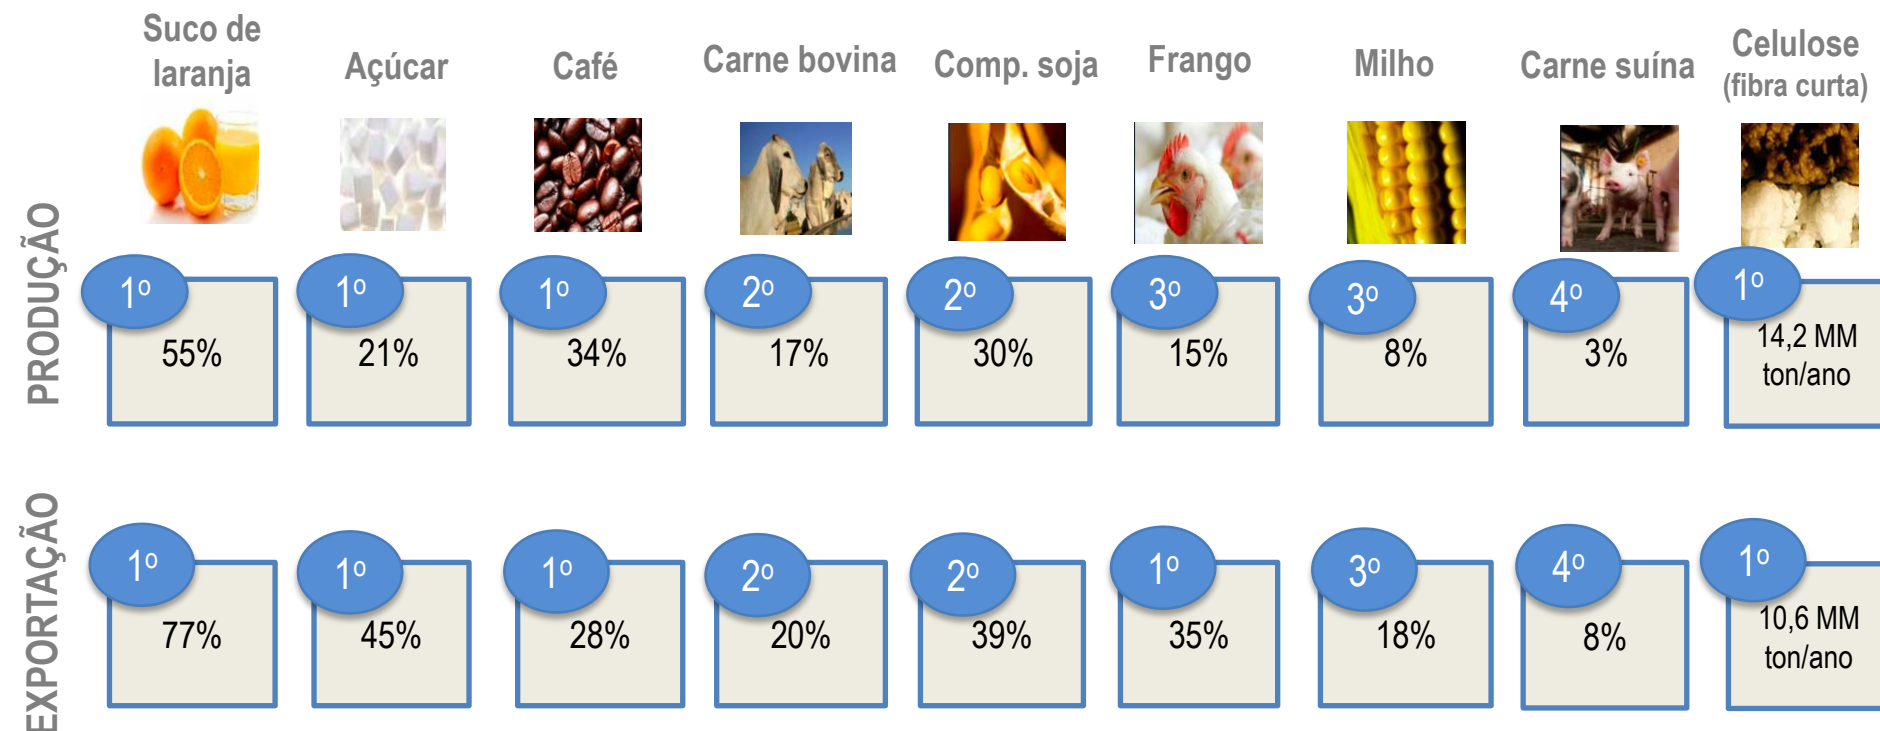 Suco de
laranja
Açúcar
Café
Carne bovina
Comp. soja
Frango
Milho
Carne suína
Celulose
(fibra curta)
PRODUÇÃO
1º
1º
1º
2º
2º
3º
3º
4º
1º
55%
21%
34%
17%
30%
15%
8%
3%
14,2 MM
ton/ano
EXPORTAÇÃO
1º
1º
1º
2º
2º
1º
3º
4º
1º
77%
45%
28%
20%
39%
35%
18%
8%
10,6 MM
ton/ano